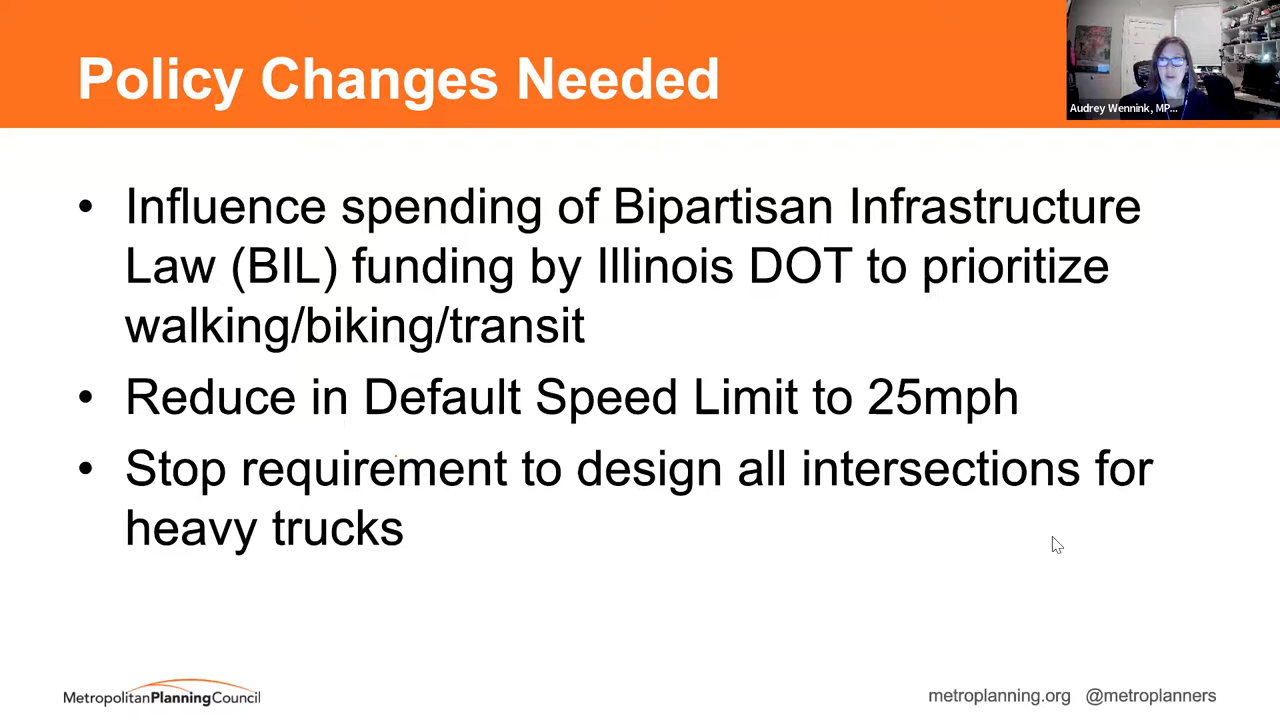 Policy Changes Needed
Audrey Wennink, MP...
• Influence spending of Bipartisan Infrastructure
Law (BIL) funding by Illinois DOT to prioritize
walking/biking/transit
• Reduce in Default Speed Limit to 25mph
• Stop requirement to design all intersections for
heavy trucks
MetropolitanPlanningCouncil
metroplanning.org @metroplanners